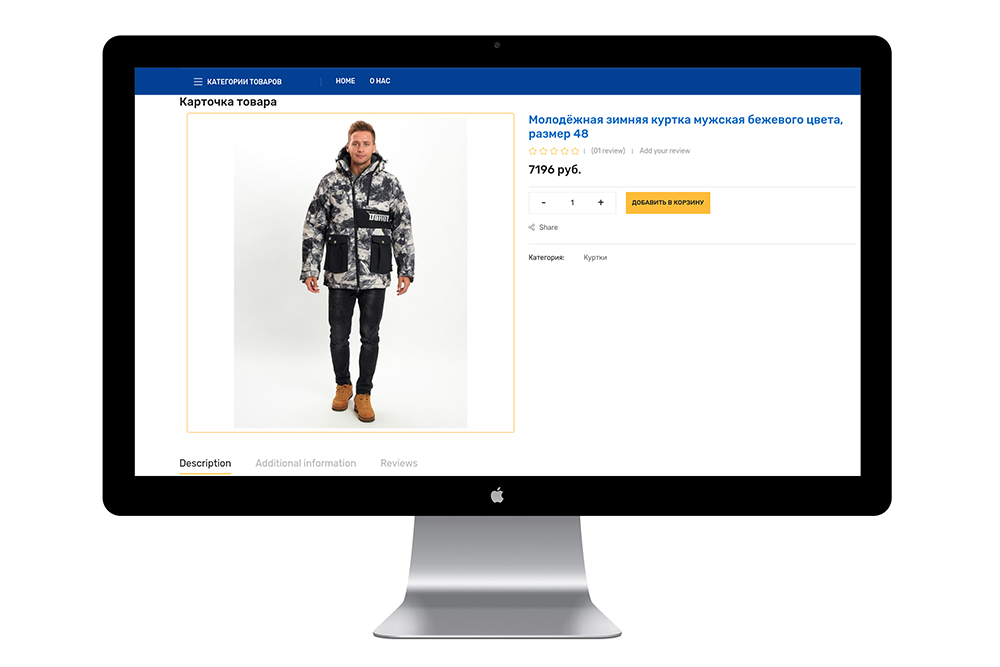 КАТЕГОРИИ ТОВАРОВ
HOME
О НАС
Карточка товара
Молодёжная зимняя куртка мужская бежевого цвета,
размер 48
(01 review)
Add your review
7196 руб.
- 1 +
ДОБАВИТЬ В КОРЗИНУ
Share
Категория: Куртки
Description
Additional information
Reviews